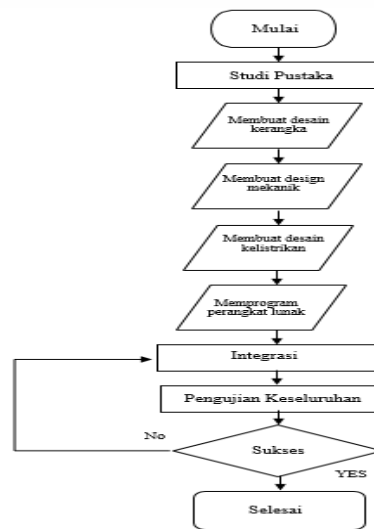 Mulai
Studi Pustaka
Membuat desain
kerangka
Membuat design
mekanik
Membuat desain
kelistrikan
Memprogram
perangkat lunak
Integrasi
Pengujian Keseluruhan
No
Sukses
YES
Selesai